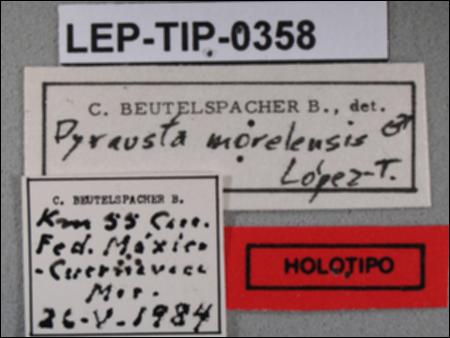 LEP-TIP-0358
C. BEUTELSPACHER B., det.
Pyrausta morelensis ♂
López-T.
C. BEUTELSPACHER B.
Km 55 Carr.
Fed. México
-Cuernavaca
Mor.
26-V-1984
HOLOTIPO